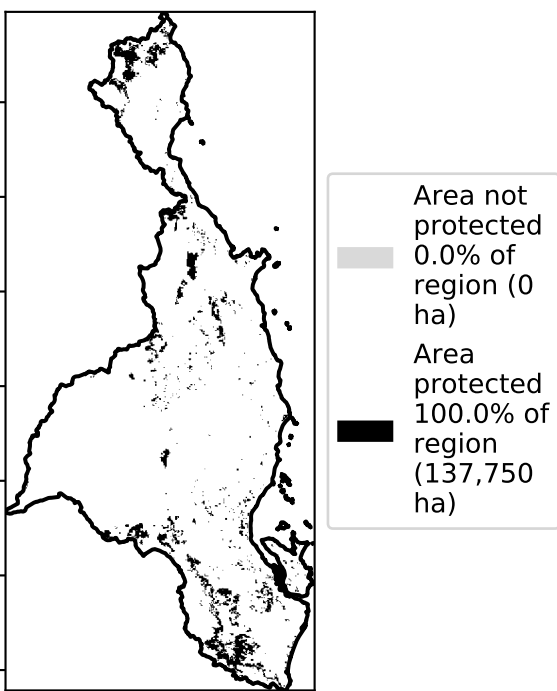 Area not
protected
0.0% of
region (0
ha)
Area
protected
100.0% of
region
(137,750
ha)